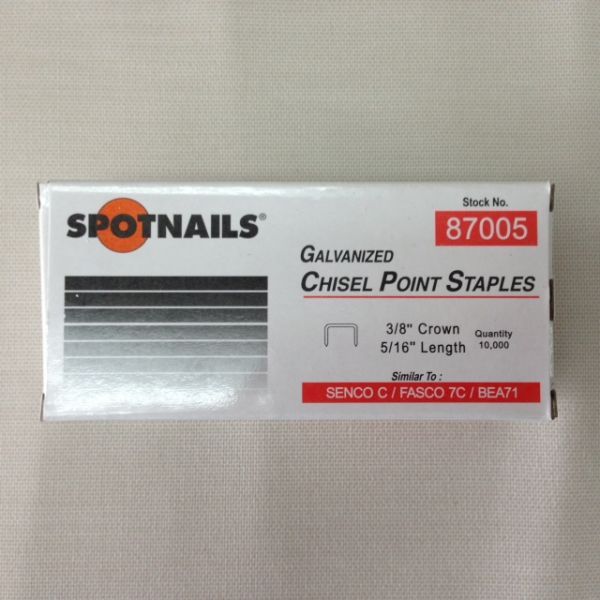 SPOTNAILS®
Stock No.
87005
GALVANIZED
CHISEL POINT STAPLES
3/8" Crown
5/16" Length
Quantity
10,000
Similar To :
SENCO C / FASCO 7C / BEA71